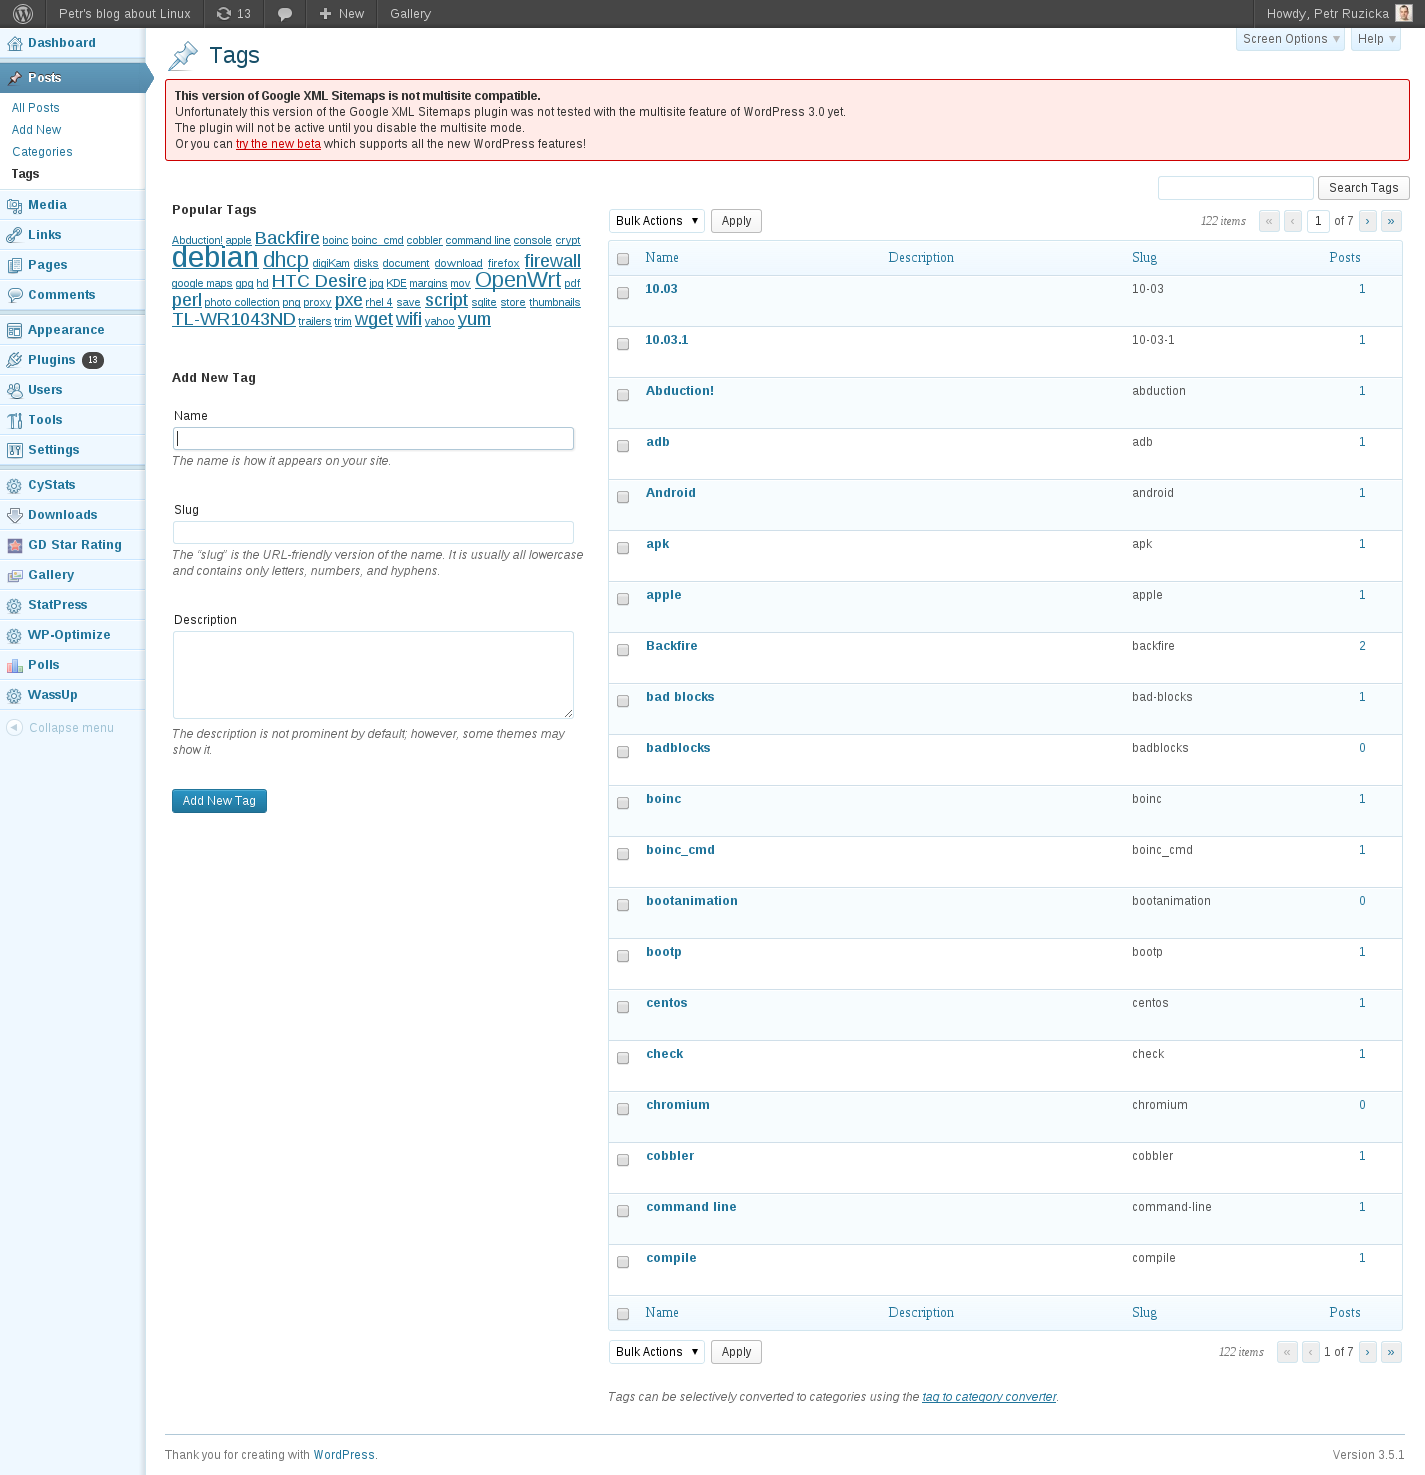 Petr's blog about Linux 13 New Gallery Howdy, Petr Ruzicka
Screen Options Help
Dashboard
Posts
All Posts
Add New
Categories
Tags
Media
Links
Pages
Comments
Appearance
Plugins 13
Users
Tools
Settings
CyStats
Downloads
GD Star Rating
Gallery
StatPress
WP-Optimize
Polls
WassUp
Collapse menu
Tags
This version of Google XML Sitemaps is not multisite compatible.
Unfortunately this version of the Google XML Sitemaps plugin was not tested with the multisite feature of WordPress 3.0 yet.
The plugin will not be active until you disable the multisite mode.
Or you can try the new beta which supports all the new WordPress features!
Search Tags
Popular Tags
Abduction! apple Backfire boinc boinc_cmd cobbler command line console crypt
debian dhcp digiKam disks document download firefox firewall
google maps gpg hd HTC Desire jpg KDE margins mov OpenWrt pdf
perl photo collection png proxy pxe rhel 4 save script sqlite store thumbnails
TL-WR1043ND trailers trim wget wifi yahoo yum
Add New Tag
Name
The name is how it appears on your site.
Slug
The “slug” is the URL-friendly version of the name. It is usually all lowercase
and contains only letters, numbers, and hyphens.
Description
The description is not prominent by default; however, some themes may
show it.
Add New Tag
Bulk Actions ▾ Apply 122 items « ‹ 1 of 7 › »
Name Description Slug Posts
10.03 10-03 1
10.03.1 10-03-1 1
Abduction! abduction 1
adb adb 1
Android android 1
apk apk 1
apple apple 1
Backfire backfire 2
bad blocks bad-blocks 1
badblocks badblocks 0
boinc boinc 1
boinc_cmd boinc_cmd 1
bootanimation bootanimation 0
bootp bootp 1
centos centos 1
check check 1
chromium chromium 0
cobbler cobbler 1
command line command-line 1
compile compile 1
Name Description Slug Posts
Bulk Actions ▾ Apply 122 items « ‹ 1 of 7 › »
Tags can be selectively converted to categories using the tag to category converter.
Thank you for creating with WordPress. Version 3.5.1